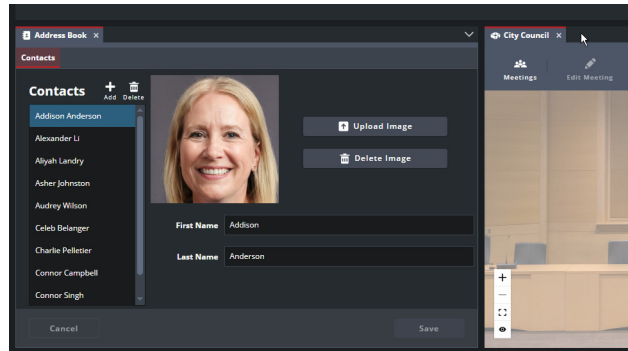 Address Book ×
City Council ×
Contacts
Meetings
Edit Meeting
Contacts
Add
Delete
Addison Anderson
Alexander Li
Aliyah Landry
Asher Johnston
Audrey Wilson
Celeb Belanger
Charlie Pelletier
Connor Campbell
Connor Singh
Upload Image
Delete Image
First Name Addison
Last Name Anderson
Cancel
Save